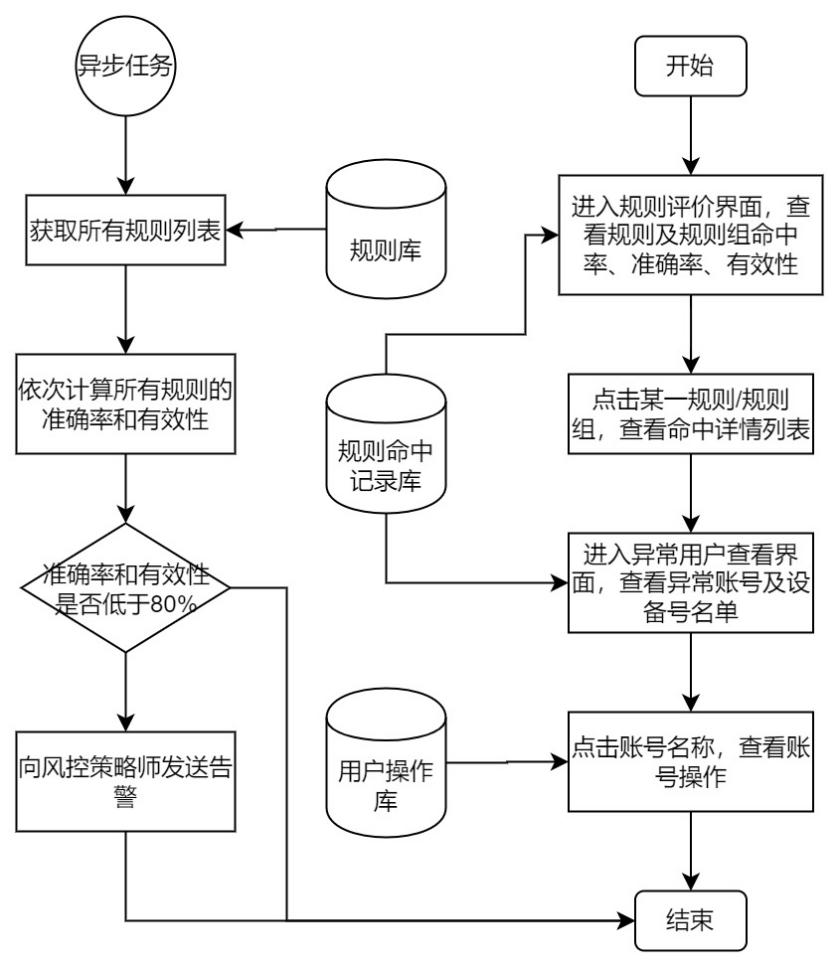 异步任务
获取所有规则列表
依次计算所有规则的
准确率和有效性
准确率和有效性
是否低于80%
向风控策略师发送告
警
规则库
规则命中
记录库
用户操作
库
开始
进入规则评价界面，查
看规则及规则组命中
率、准确率、有效性
点击某一规则/规则
组，查看命中详情列表
进入异常用户查看界
面，查看异常账号及设
备号名单
点击账号名称，查看账
号操作
结束